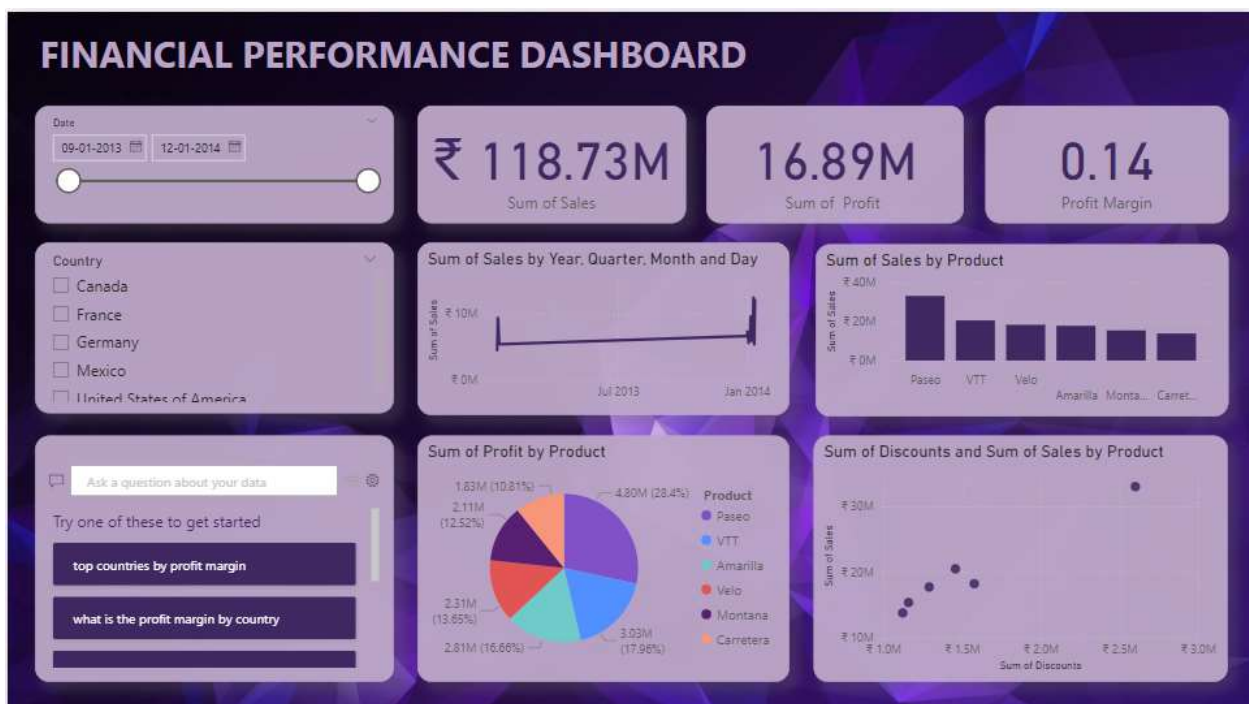 FINANCIAL PERFORMANCE DASHBOARD
Date
09-01-2013 12-01-2014
₹ 118.73M
Sum of Sales
16.89M
Sum of Profit
0.14
Profit Margin
Country
Canada
France
Germany
Mexico
United States of America
Sum of Sales by Year, Quarter, Month and Day
Sum of Sales
₹ 10M
₹ 0M
Jul 2013 Jan 2014
Sum of Sales by Product
Sum of Sales
₹ 40M
₹ 20M
₹ 0M
Paseo VTT Velo
Amarilla Monta... Carret...
Ask a question about your data
Try one of these to get started
top countries by profit margin
what is the profit margin by country
Sum of Profit by Product
1.83M (10.81%)
4.80M (28.4%)
2.11M
(12.52%)
2.31M
(13.65%)
2.81M (16.66%)
3.03M
(17.96%)
Product
Paseo
VTT
Amarilla
Velo
Montana
Carretera
Sum of Discounts and Sum of Sales by Product
Sum of Sales
₹ 30M
₹ 20M
₹ 10M
₹ 1.0M ₹ 1.5M ₹ 2.0M ₹ 2.5M ₹ 3.0M
Sum of Discounts